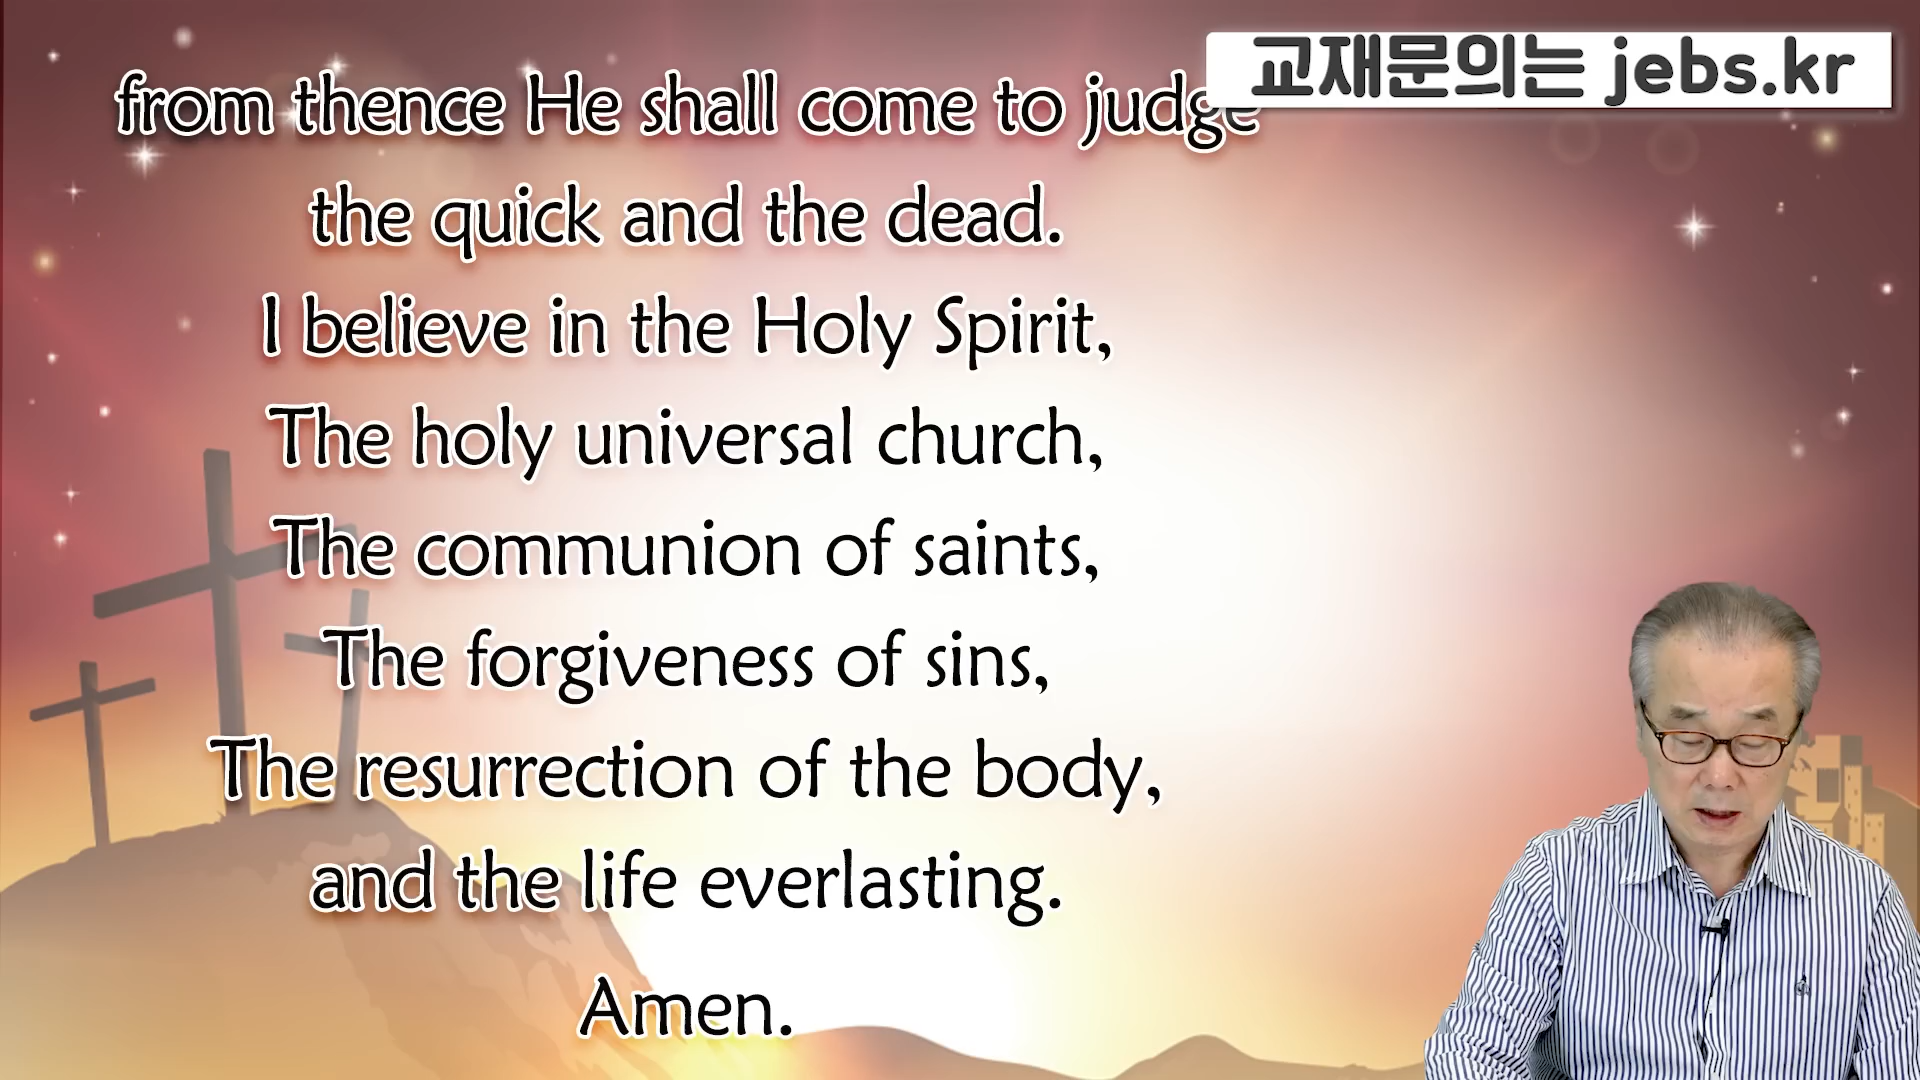 교재문의는 jebs.kr
from thence He shall come to judge
the quick and the dead.
I believe in the Holy Spirit,
The holy universal church,
The communion of saints,
The forgiveness of sins,
The resurrection of the body,
and the life everlasting.
Amen.